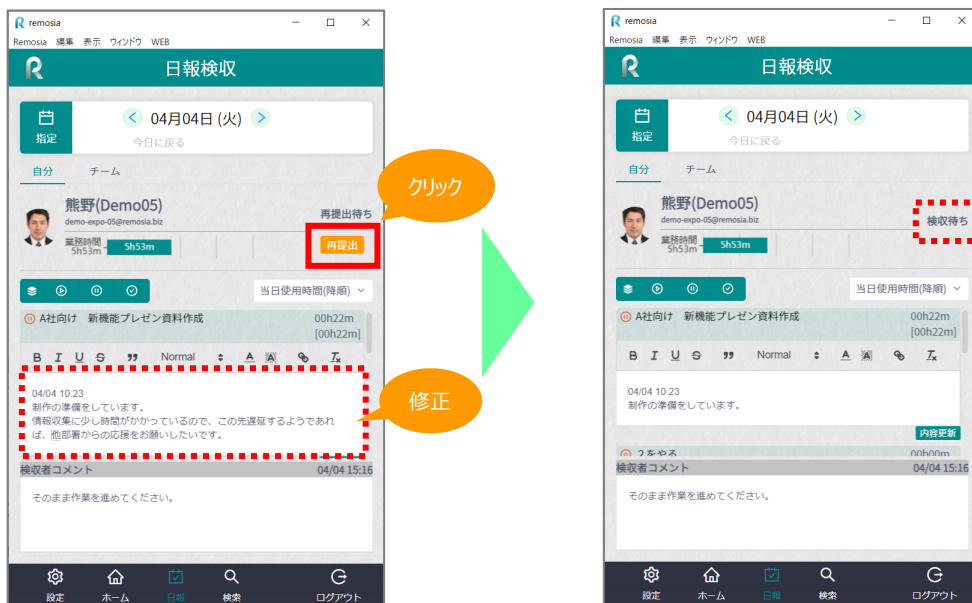 remosia
Remosia 編集 表示 ウィンドウ WEB
日報検収
指定
04月04日 (火)
今日に戻る
自分 チーム
熊野(Demo05)
demo-expo-05@remosia.biz
再提出待ち
業務時間
5h53m
5h53m
再提出
当日使用時間(降順)
A社向け 新機能プレゼン資料作成
00h22m
[00h22m]
B I U S Normal A A Tx
04/04 10:23
制作の準備をしています。
情報収集に少し時間がかかっているので、この先遅延するようであれ
ば、他部署からの応援をお願いしたいです。
検収者コメント 04/04 15:16
そのまま作業を進めてください。
設定 ホーム 日報 検索 ログアウト
クリック
修正
remosia
Remosia 編集 表示 ウィンドウ WEB
日報検収
指定
04月04日 (火)
今日に戻る
自分 チーム
熊野(Demo05)
demo-expo-05@remosia.biz
検収待ち
業務時間
5h53m
5h53m
当日使用時間(降順)
A社向け 新機能プレゼン資料作成
00h22m
[00h22m]
B I U S Normal A A Tx
04/04 10:23
制作の準備をしています。
内容更新
2をやる 00h00m
検収者コメント 04/04 15:16
そのまま作業を進めてください。
設定 ホーム 日報 検索 ログアウト